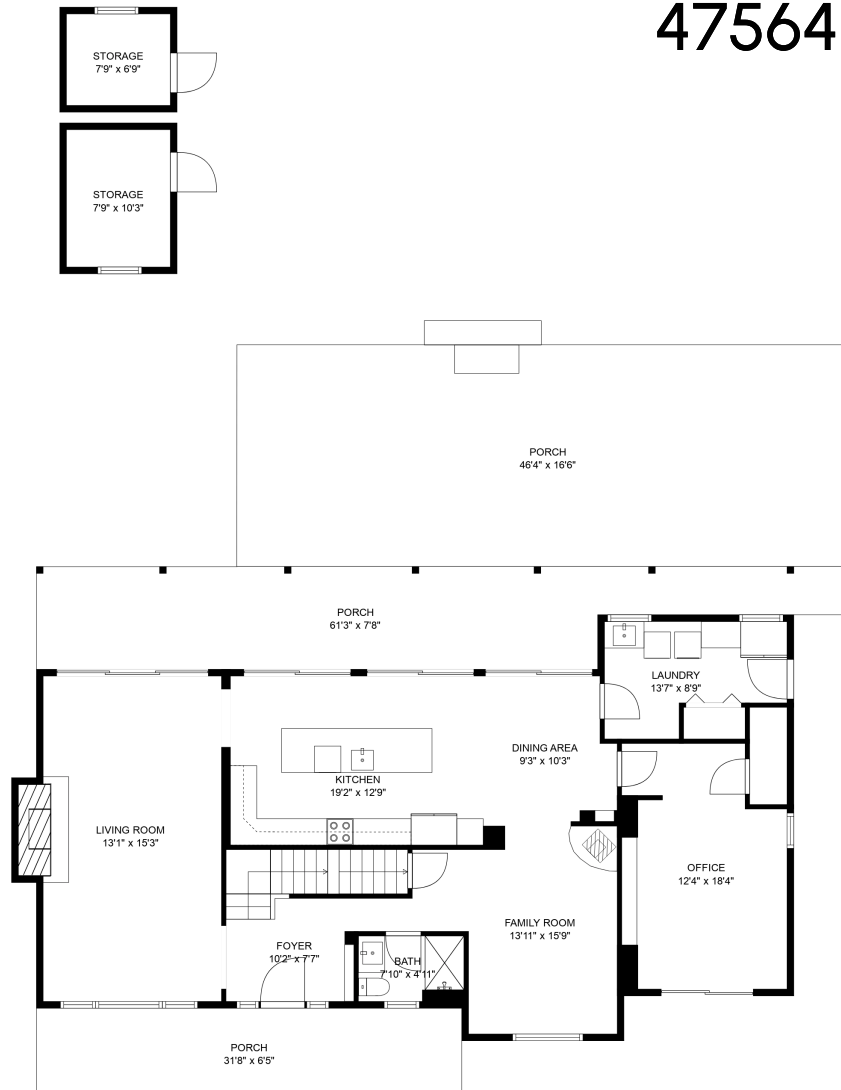 47564
STORAGE
7'9" x 6'9"
STORAGE
7'9" x 10'3"
PORCH
46'4" x 16'6"
PORCH
61'3" x 7'8"
LAUNDRY
13'7" x 8'9"
DINING AREA
9'3" x 10'3"
KITCHEN
19'2" x 12'9"
LIVING ROOM
13'1" x 15'3"
OFFICE
12'4" x 18'4"
FAMILY ROOM
13'11" x 15'9"
FOYER
10'2" x 7'7"
BATH
7'10" x 4'11"
PORCH
31'8" x 6'5"